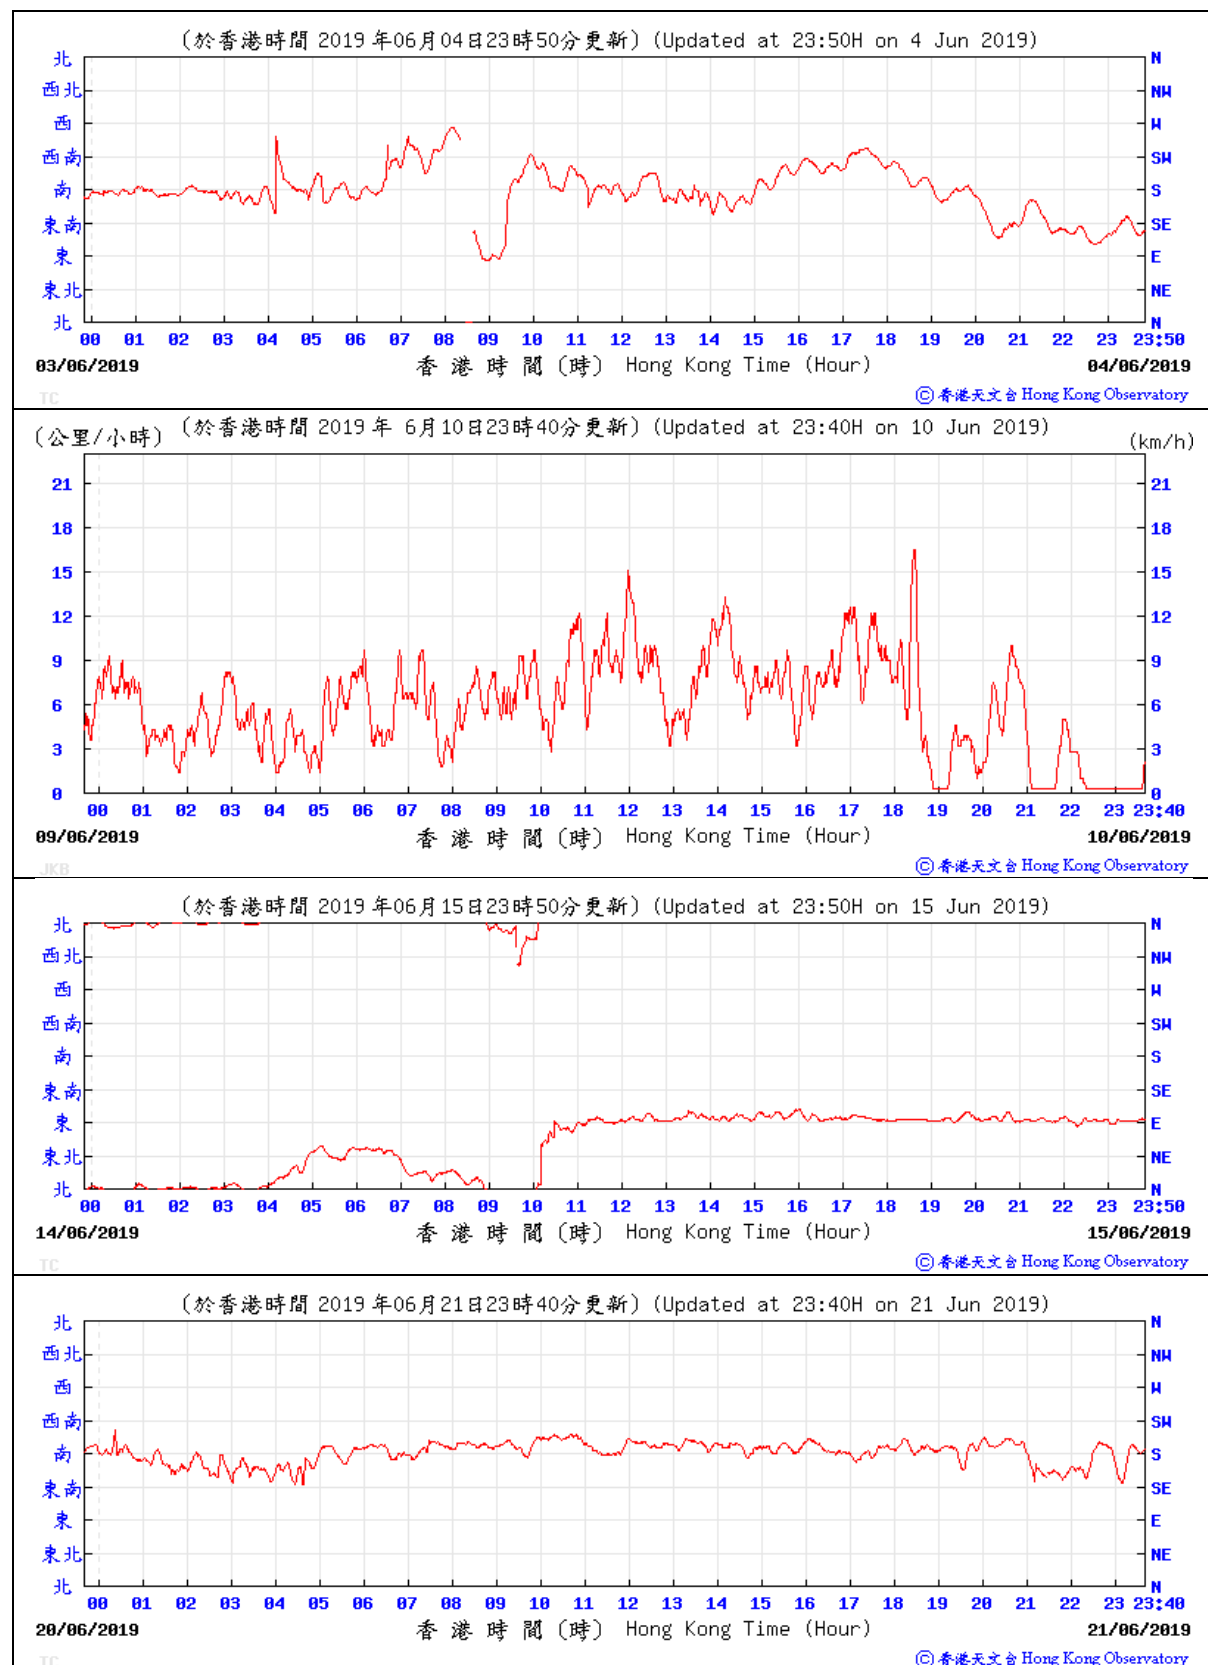 (於香港時間 2019 年06月04日23時50分更新) (Updated at 23:50H on 4 Jun 2019)
北 N
西北 NW
西 W
西南 SW
南 S
東南 SE
東 E
東北 NE
北 N
00 01 02 03 04 05 06 07 08 09 10 11 12 13 14 15 16 17 18 19 20 21 22 23 23:50
03/06/2019 香 港 時 間 (時) Hong Kong Time (Hour) 04/06/2019
TC © 香港天文台 Hong Kong Observatory
(公里/小時) (於香港時間 2019 年 6月10日23時40分更新) (Updated at 23:40H on 10 Jun 2019) (km/h)
21 21
18 18
15 15
12 12
9 9
6 6
3 3
0 0
00 01 02 03 04 05 06 07 08 09 10 11 12 13 14 15 16 17 18 19 20 21 22 23:40
09/06/2019 香 港 時 間 (時) Hong Kong Time (Hour) 10/06/2019
JKB © 香港天文台 Hong Kong Observatory
(於香港時間 2019 年06月15日23時50分更新) (Updated at 23:50H on 15 Jun 2019)
北 N
西北 NW
西 W
西南 SW
南 S
東南 SE
東 E
東北 NE
北 N
00 01 02 03 04 05 06 07 08 09 10 11 12 13 14 15 16 17 18 19 20 21 22 23 23:50
14/06/2019 香 港 時 間 (時) Hong Kong Time (Hour) 15/06/2019
TC © 香港天文台 Hong Kong Observatory
(於香港時間 2019 年06月21日23時40分更新) (Updated at 23:40H on 21 Jun 2019)
北 N
西北 NW
西 W
西南 SW
南 S
東南 SE
東 E
東北 NE
北 N
00 01 02 03 04 05 06 07 08 09 10 11 12 13 14 15 16 17 18 19 20 21 22 23 23:40
20/06/2019 香 港 時 間 (時) Hong Kong Time (Hour) 21/06/2019
TC © 香港天文台 Hong Kong Observatory